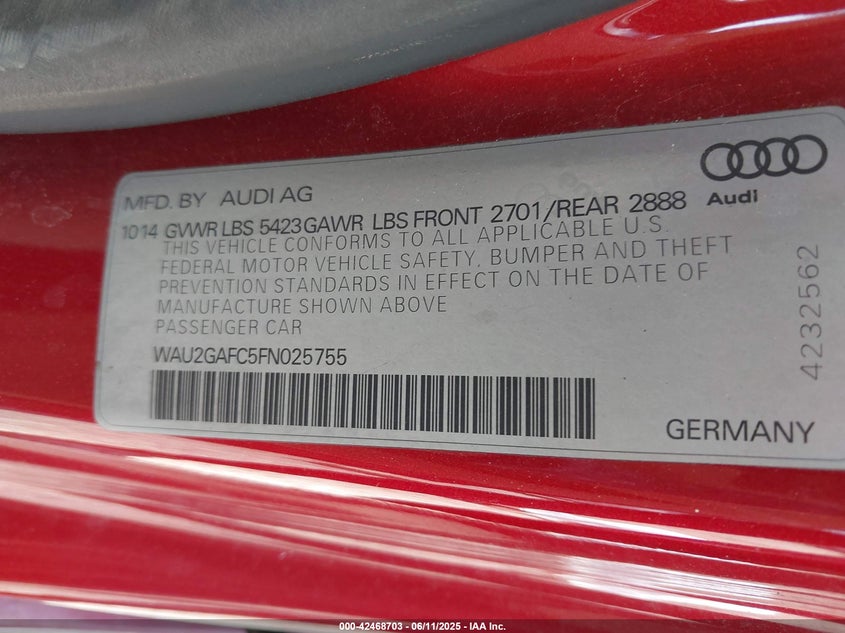 MFD. BY AUDI AG
Audi
1014 GVWR LBS 5423 GAWR LBS FRONT 2701/REAR 2888
THIS VEHICLE CONFORMS TO ALL APPLICABLE U.S.
FEDERAL MOTOR VEHICLE SAFETY, BUMPER AND THEFT
PREVENTION STANDARDS IN EFFECT ON THE DATE OF
MANUFACTURE SHOWN ABOVE
PASSENGER CAR
WAU2GAFC5FN025755
GERMANY
4232562
000-42468703 - 06/11/2025 - IAA Inc.